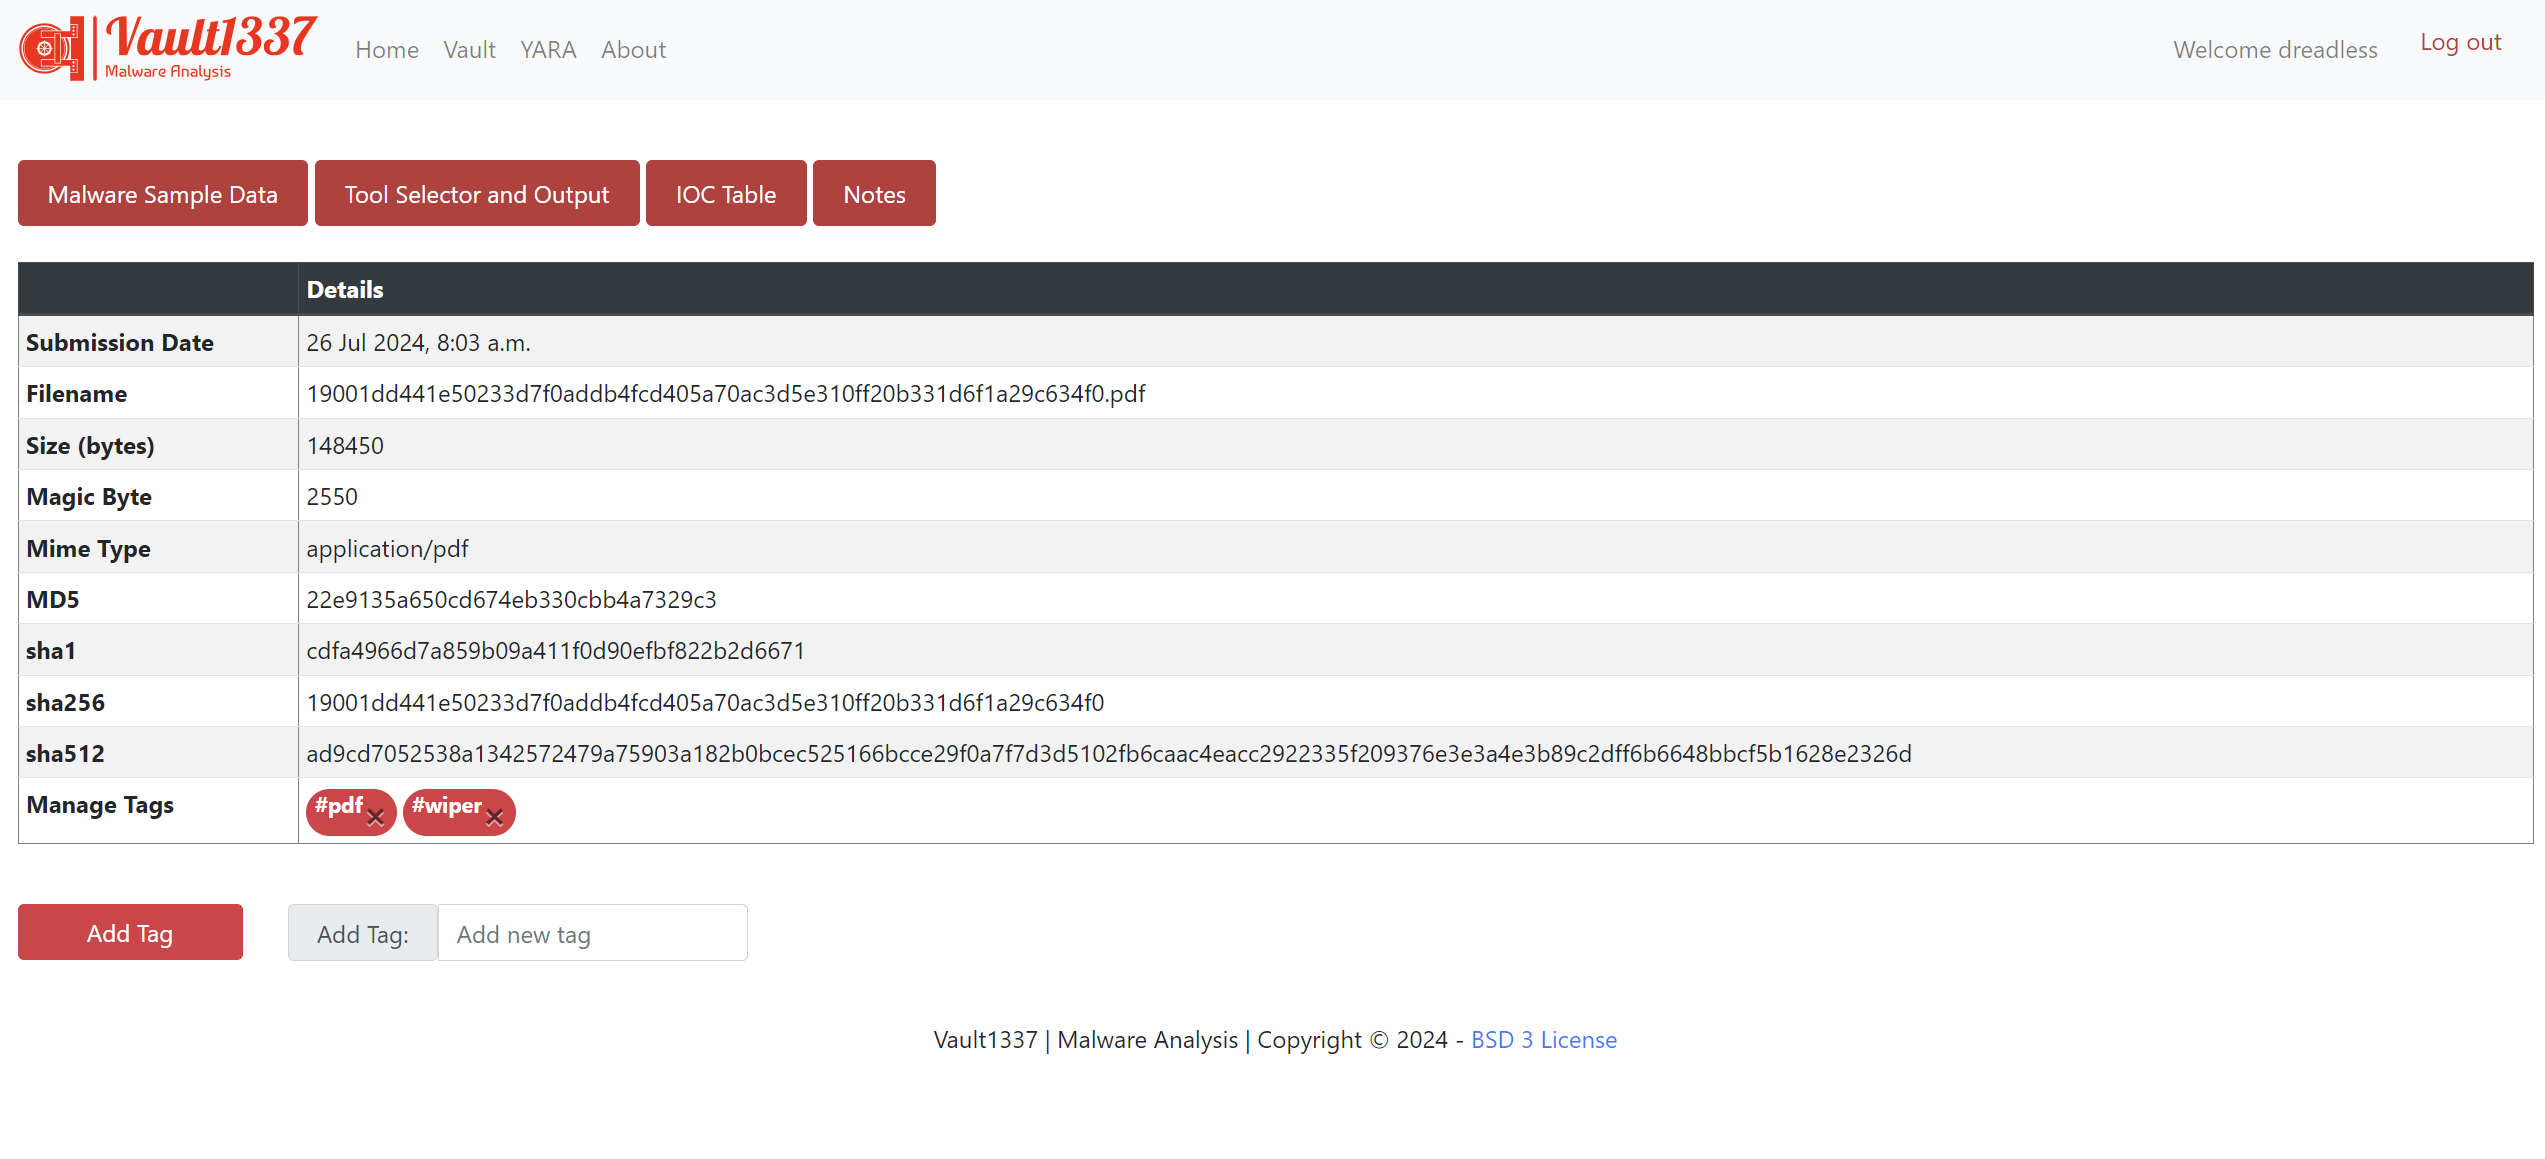 Vault1337
Malware Analysis
Home Vault YARA About
Welcome dreadless Log out
Malware Sample Data Tool Selector and Output IOC Table Notes
Details
Submission Date 26 Jul 2024, 8:03 a.m.
Filename 19001dd441e50233d7f0addb4fcd405a70ac3d5e310ff20b331d6f1a29c634f0.pdf
Size (bytes) 148450
Magic Byte 2550
Mime Type application/pdf
MD5 22e9135a650cd674eb330cbb4a7329c3
sha1 cdfa4966d7a859b09a411f0d90efbf822b2d6671
sha256 19001dd441e50233d7f0addb4fcd405a70ac3d5e310ff20b331d6f1a29c634f0
sha512 ad9cd7052538a1342572479a75903a182b0bcec525166bcce29f0a7f7d3d5102fb6caac4eacc2922335f209376e3e3a4e3b89c2dff6b6648bbcf5b1628e2326d
Manage Tags #pdf #wiper
Add Tag Add Tag: Add new tag
Vault1337 | Malware Analysis | Copyright © 2024 - BSD 3 License